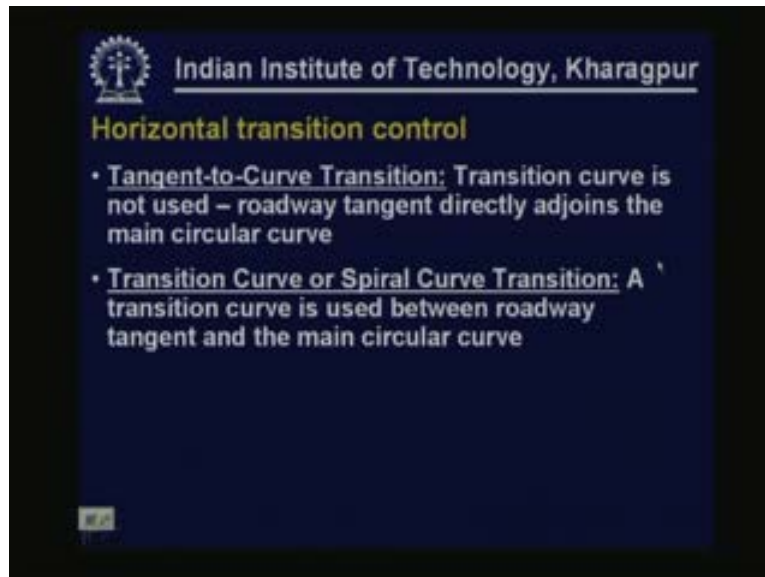 Indian Institute of Technology, Kharagpur
Horizontal transition control
• Tangent-to-Curve Transition: Transition curve is
not used – roadway tangent directly adjoins the
main circular curve
• Transition Curve or Spiral Curve Transition: A
transition curve is used between roadway
tangent and the main circular curve